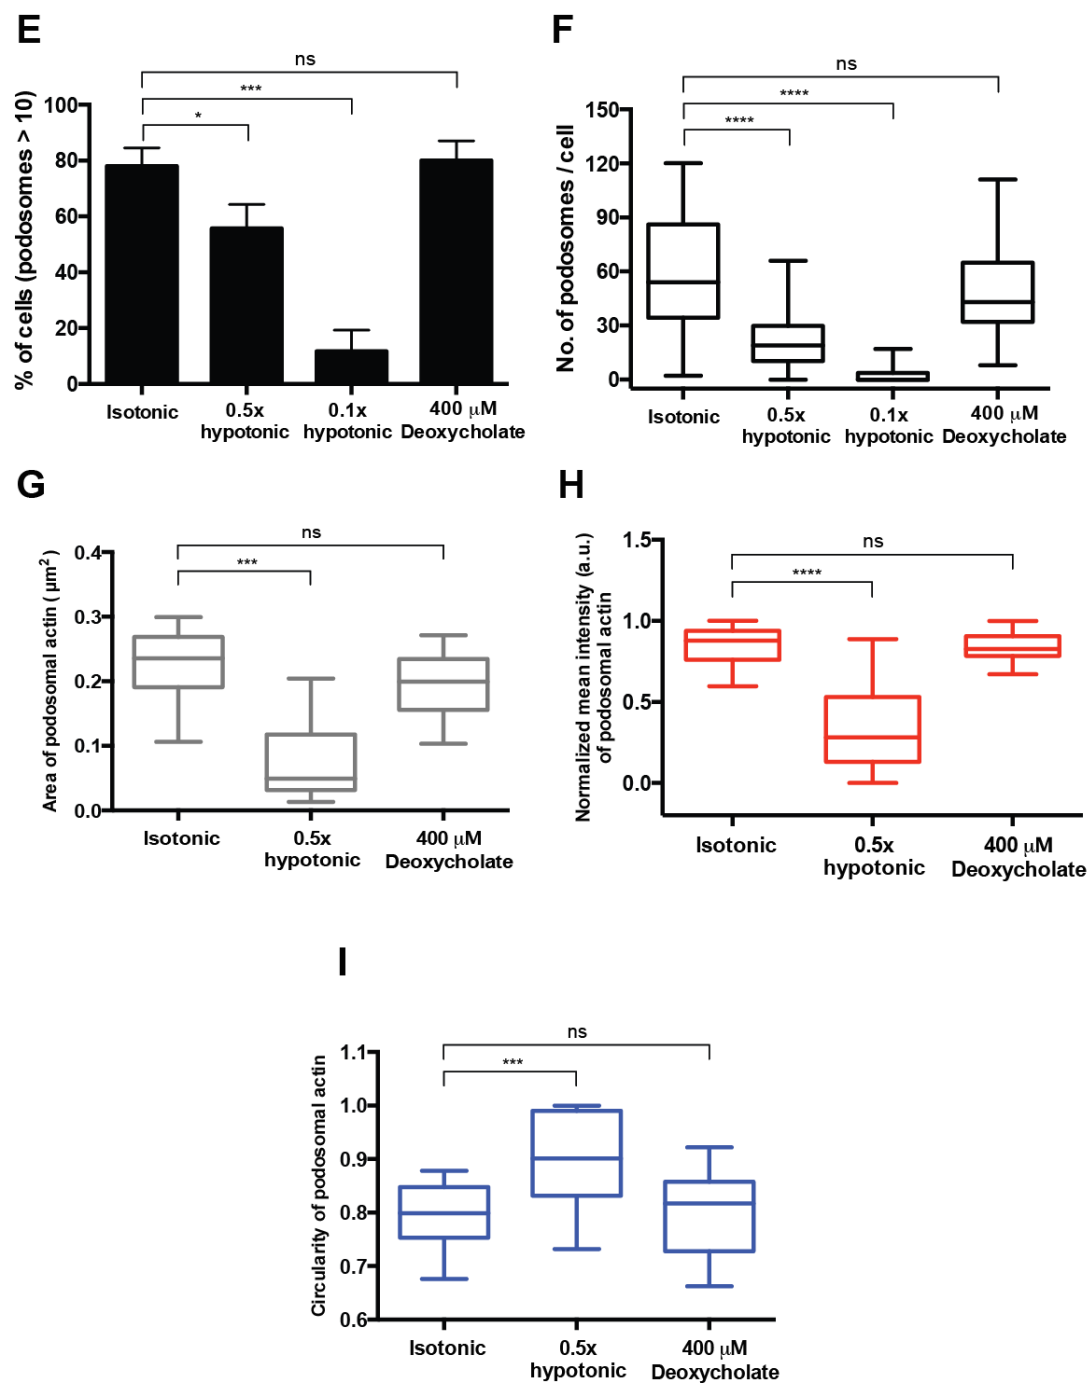 E
ns
***
*
100
80
60
40
20
0
% of cells (podosomes > 10)
Isotonic
0.5x
hypotonic
0.1x
hypotonic
400 µM
Deoxycholate
F
ns
****
****
150
120
90
60
30
0
No. of podosomes / cell
Isotonic
0.5x
hypotonic
0.1x
hypotonic
400 µM
Deoxycholate
G
ns
***
0.4
0.3
0.2
0.1
0.0
Area of podosomal actin ( µm²)
Isotonic
0.5x
hypotonic
400 µM
Deoxycholate
H
ns
****
1.5
1.0
0.5
0.0
Normalized mean intensity (a.u.)
of podosomal actin
Isotonic
0.5x
hypotonic
400 µM
Deoxycholate
I
ns
***
1.1
1.0
0.9
0.8
0.7
0.6
Circularity of podosomal actin
Isotonic
0.5x
hypotonic
400 µM
Deoxycholate